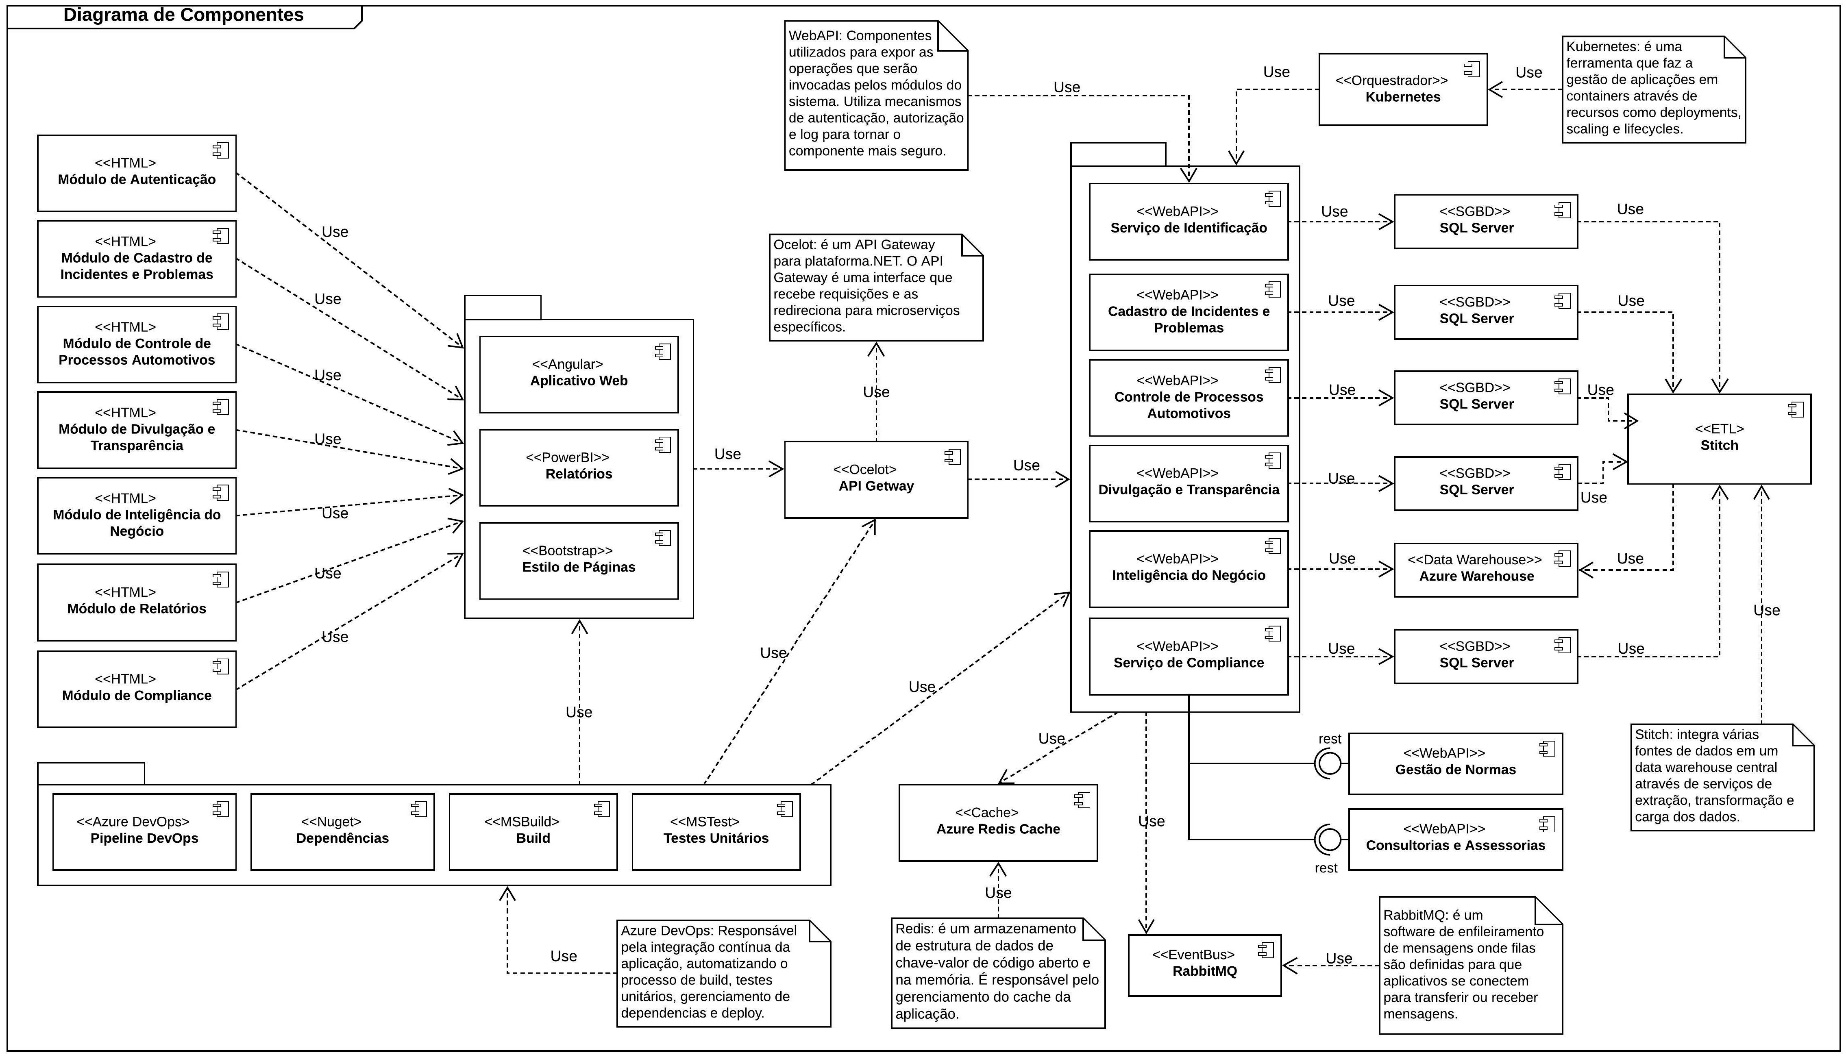 Diagrama de Componentes
WebAPI: Componentes
utilizados para expor as
operações que serão
invocadas pelos módulos do
sistema. Utiliza mecanismos
de autenticação, autorização
e log para tornar o
componente mais seguro.
Use
Use
<<Orquestrador>>
Kubernetes
Use
Kubernetes: é uma
ferramenta que faz a
gestão de aplicações em
containers através de
recursos como deployments,
scaling e lifecycles.
<<HTML>
Módulo de Autenticação
<<HTML>
Módulo de Cadastro de
Incidentes e Problemas
<<HTML>
Módulo de Controle de
Processos Automotivos
<<HTML>
Módulo de Divulgação e
Transparência
<<HTML>
Módulo de Inteligência do
Negócio
<<HTML>
Módulo de Relatórios
<<HTML>
Módulo de Compliance
Use
Use
Use
Use
Use
Use
Use
<<Angular>
Aplicativo Web
<<PowerBI>>
Relatórios
<<Bootstrap>>
Estilo de Páginas
Use
Ocelot: é um API Gateway
para plataforma.NET. O API
Gateway é uma interface que
recebe requisições e as
redireciona para microserviços
específicos.
Use
<<Ocelot>
API Getway
Use
<<WebAPI>>
Serviço de Identificação
<<WebAPI>>
Cadastro de Incidentes e
Problemas
<<WebAPI>>
Controle de Processos
Automotivos
<<WebAPI>>
Divulgação e Transparência
<<WebAPI>>
Inteligência do Negócio
<<WebAPI>>
Serviço de Compliance
Use
Use
Use
Use
Use
Use
<<SGBD>>
SQL Server
<<SGBD>>
SQL Server
<<SGBD>>
SQL Server
<<SGBD>>
SQL Server
<<Data Warehouse>>
Azure Warehouse
<<SGBD>>
SQL Server
Use
Use
Use
Use
Use
Use
<<ETL>
Stitch
Use
Stitch: integra várias
fontes de dados em um
data warehouse central
através de serviços de
extração, transformação e
carga dos dados.
Use
Use
Use
<<Azure DevOps>
Pipeline DevOps
<<Nuget>
Dependências
<<MSBuild>
Build
<<MSTest>
Testes Unitários
Use
Azure DevOps: Responsável
pela integração contínua da
aplicação, automatizando o
processo de build, testes
unitários, gerenciamento de
dependencias e deploy.
Use
<<Cache>
Azure Redis Cache
Use
Redis: é um armazenamento
de estrutura de dados de
chave-valor de código aberto e
na memória. É responsável pelo
gerenciamento do cache da
aplicação.
Use
<<EventBus>
RabbitMQ
Use
rest
<<WebAPI>
Gestão de Normas
<<WebAPI>
Consultorias e Assessorias
rest
RabbitMQ: é um
software de enfileiramento
de mensagens onde filas
são definidas para que
aplicativos se conectem
para transferir ou receber
mensagens.